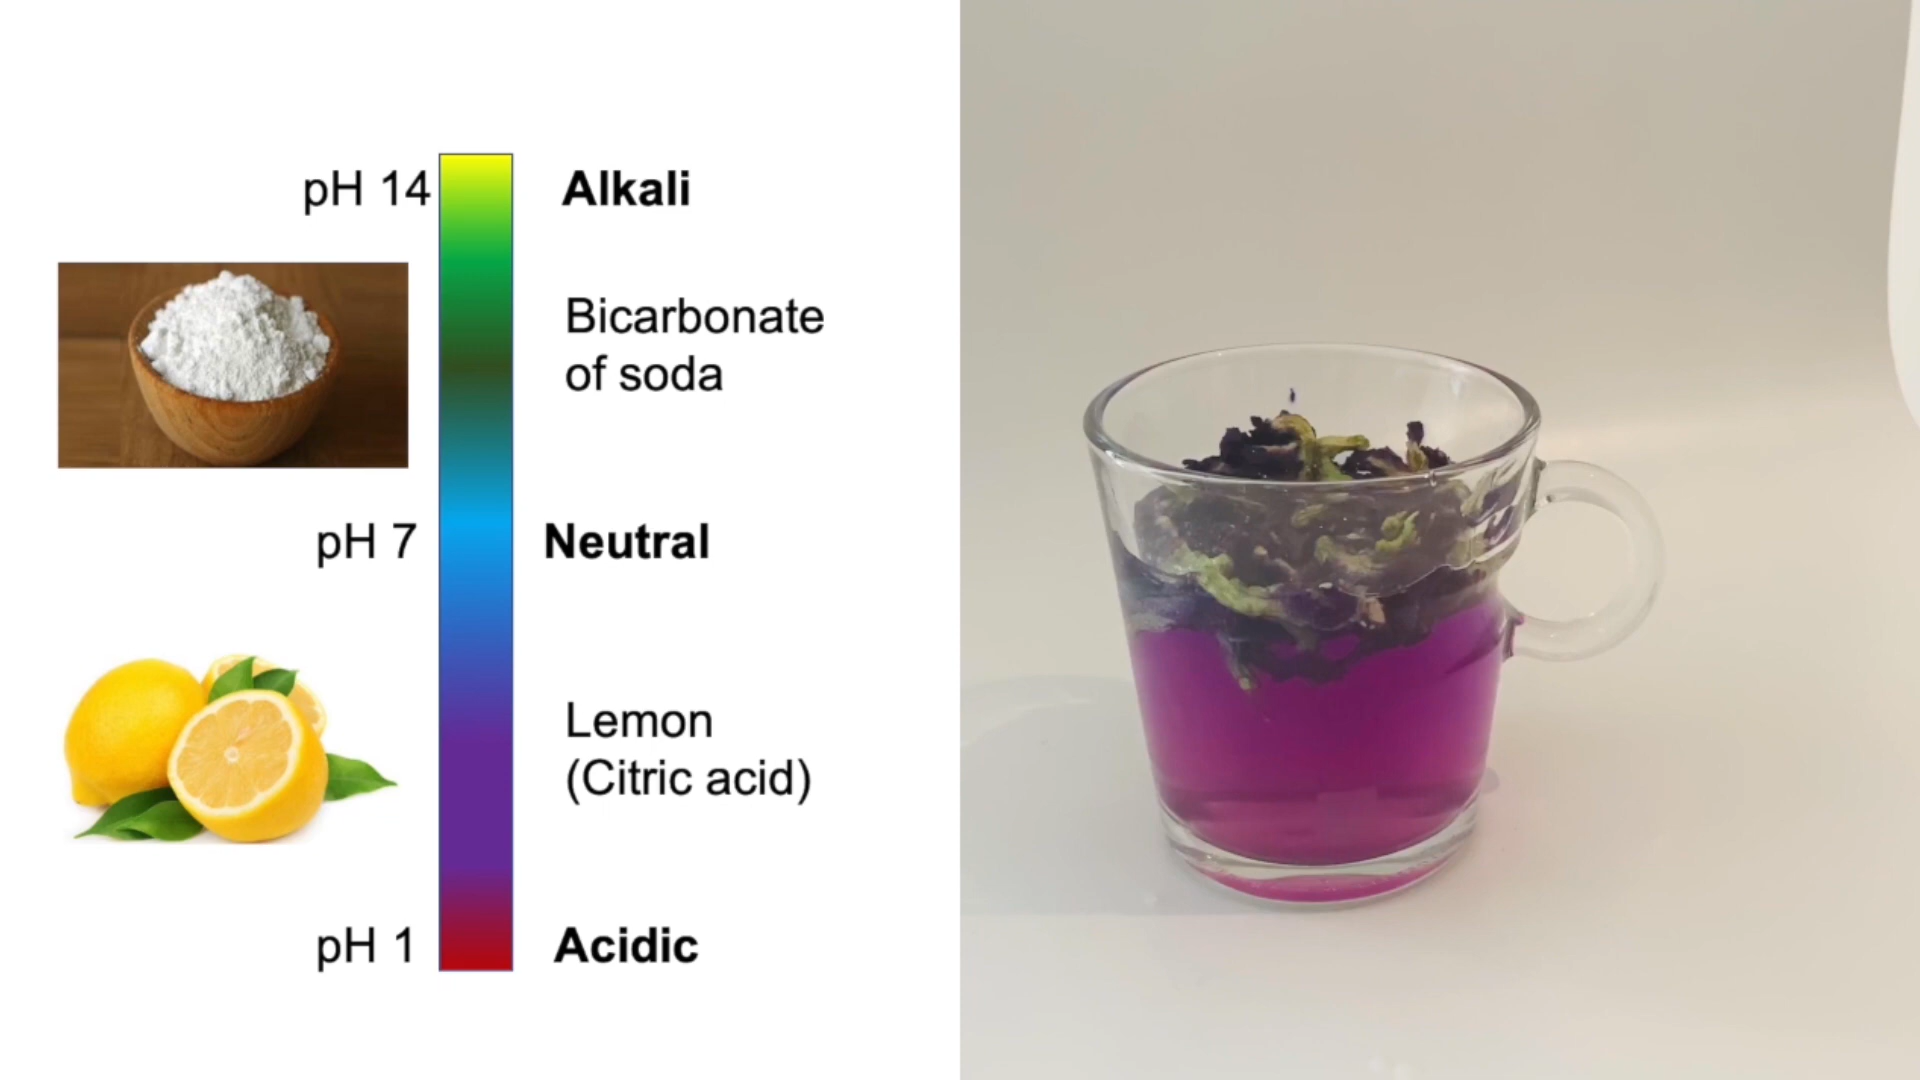 pH 14
Alkali
Bicarbonate
of soda
pH 7
Neutral
Lemon
(Citric acid)
pH 1
Acidic